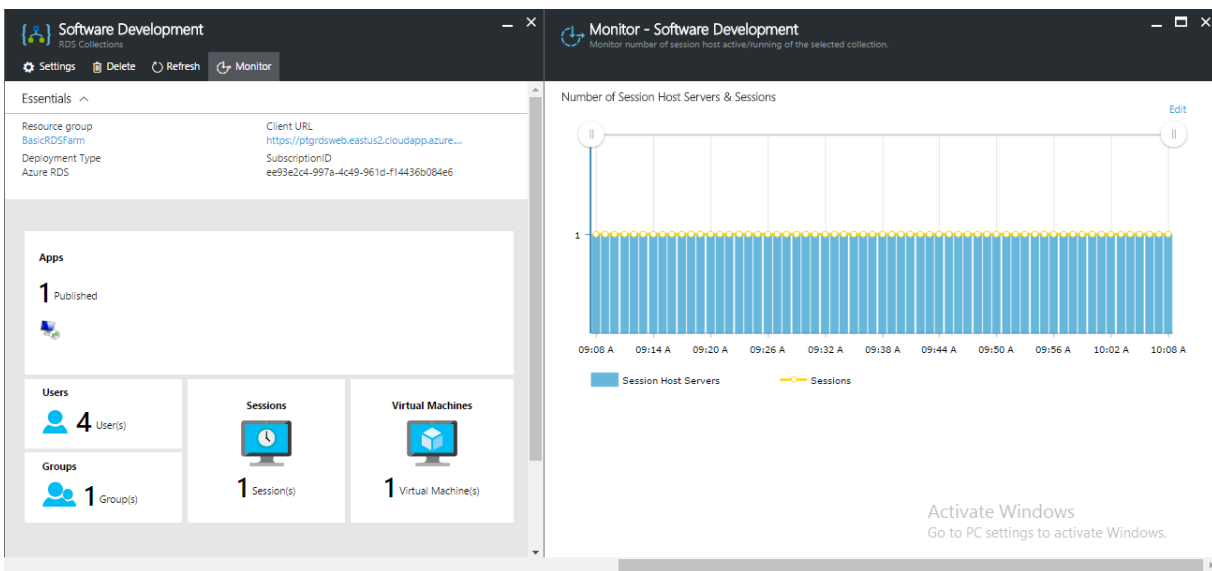 Software Development
RDS Collections
Settings Delete Refresh Monitor
Essentials
Resource group
BasicRDSFarm
Client URL
https://ptgrdsweb.eastus2.cloudapp.azure....
Deployment Type
Azure RDS
SubscriptionID
ee93e2c4-997a-4c49-961d-f14436b084e6
Apps
1 Published
Users
4 User(s)
Groups
1 Group(s)
Sessions
1 Session(s)
Virtual Machines
1 Virtual Machine(s)
Monitor - Software Development
Monitor number of session host active/running of the selected collection.
Number of Session Host Servers & Sessions
Edit
1
09:08 A 09:14 A 09:20 A 09:26 A 09:32 A 09:38 A 09:44 A 09:50 A 09:56 A 10:02 A 10:08 A
Session Host Servers Sessions
Activate Windows
Go to PC settings to activate Windows.